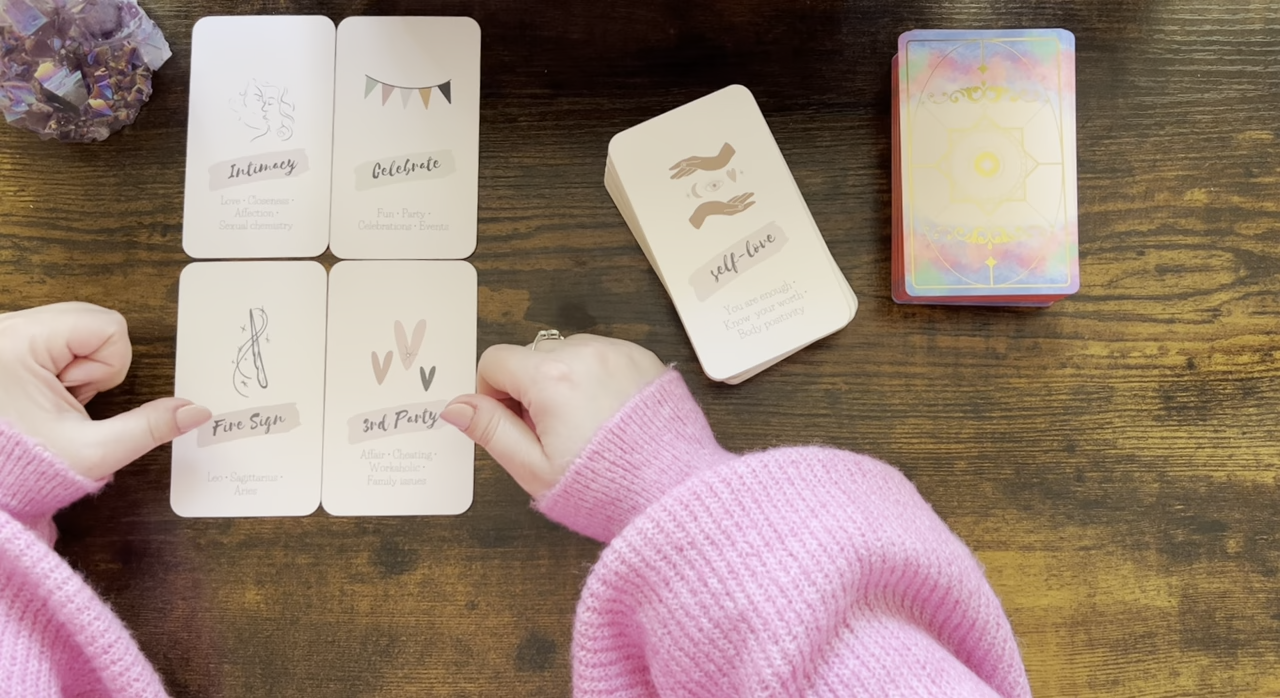 Intimacy
Love • Closeness •
Affection •
Sexual chemistry
Celebrate
Fun • Party •
Celebrations • Events
Fire Sign
Leo • Sagittarius •
Aries
3rd Party
Affair • Cheating •
Workaholic •
Family issues
self-love
You are enough •
Know your worth •
Body positivity